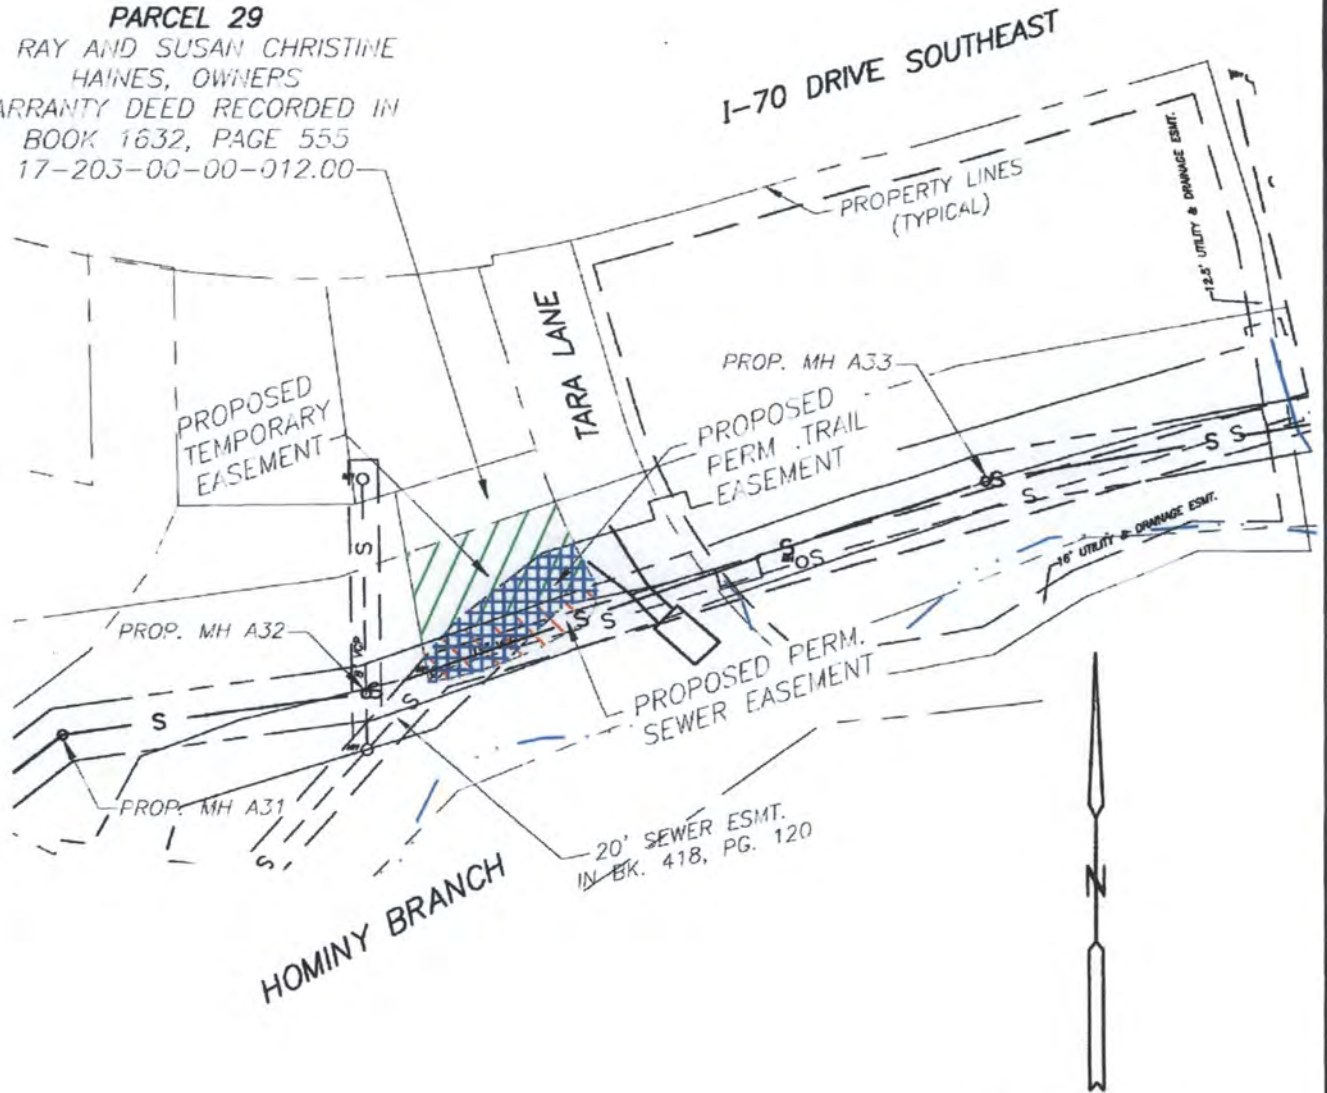 PARCEL 29
RAY AND SUSAN CHRISTINE
HAINES, OWNERS
ARRANTY DEED RECORDED IN
BOOK 1632, PAGE 555
17-203-00-00-012.00
I-70 DRIVE SOUTHEAST
PROPERTY LINES
(TYPICAL)
12.5' UTILITY & DRAINAGE ESMT.
TARA LANE
PROP. MH A33
PROPOSED
TEMPORARY
EASEMENT
PROPOSED
PERM .TRAIL
EASEMENT
S
S S
S
S
S
S S
16' UTILITY & DRAINAGE ESMT.
PROP. MH A32
8" VCP
S
S
S
PROPOSED PERM.
SEWER EASEMENT
PROP. MH A31
S
20' SEWER ESMT.
IN BK. 418, PG. 120
HOMINY BRANCH
N